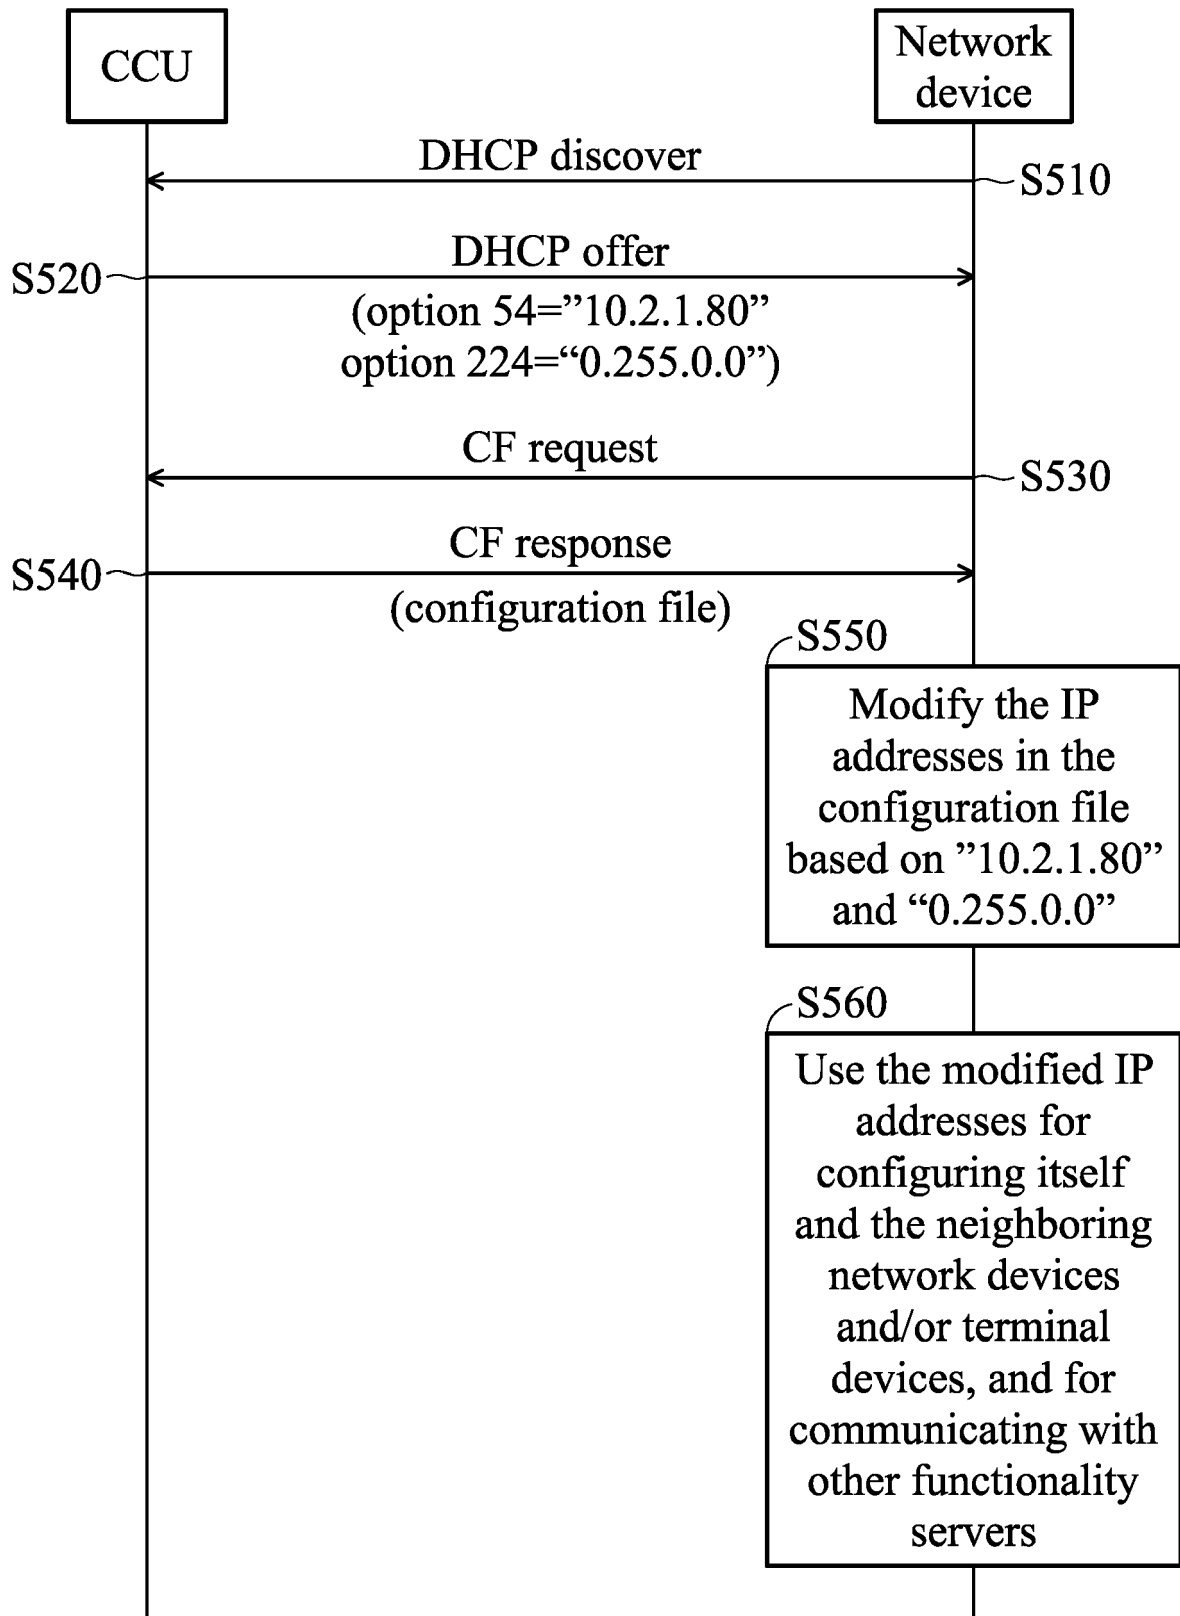 CCU
Network
device
DHCP discover
S510
DHCP offer
S520
(option 54=”10.2.1.80”
option 224=“0.255.0.0”)
CF request
S530
CF response
S540
(configuration file)
S550
Modify the IP
addresses in the
configuration file
based on ”10.2.1.80”
and “0.255.0.0”
S560
Use the modified IP
addresses for
configuring itself
and the neighboring
network devices
and/or terminal
devices, and for
communicating with
other functionality
servers